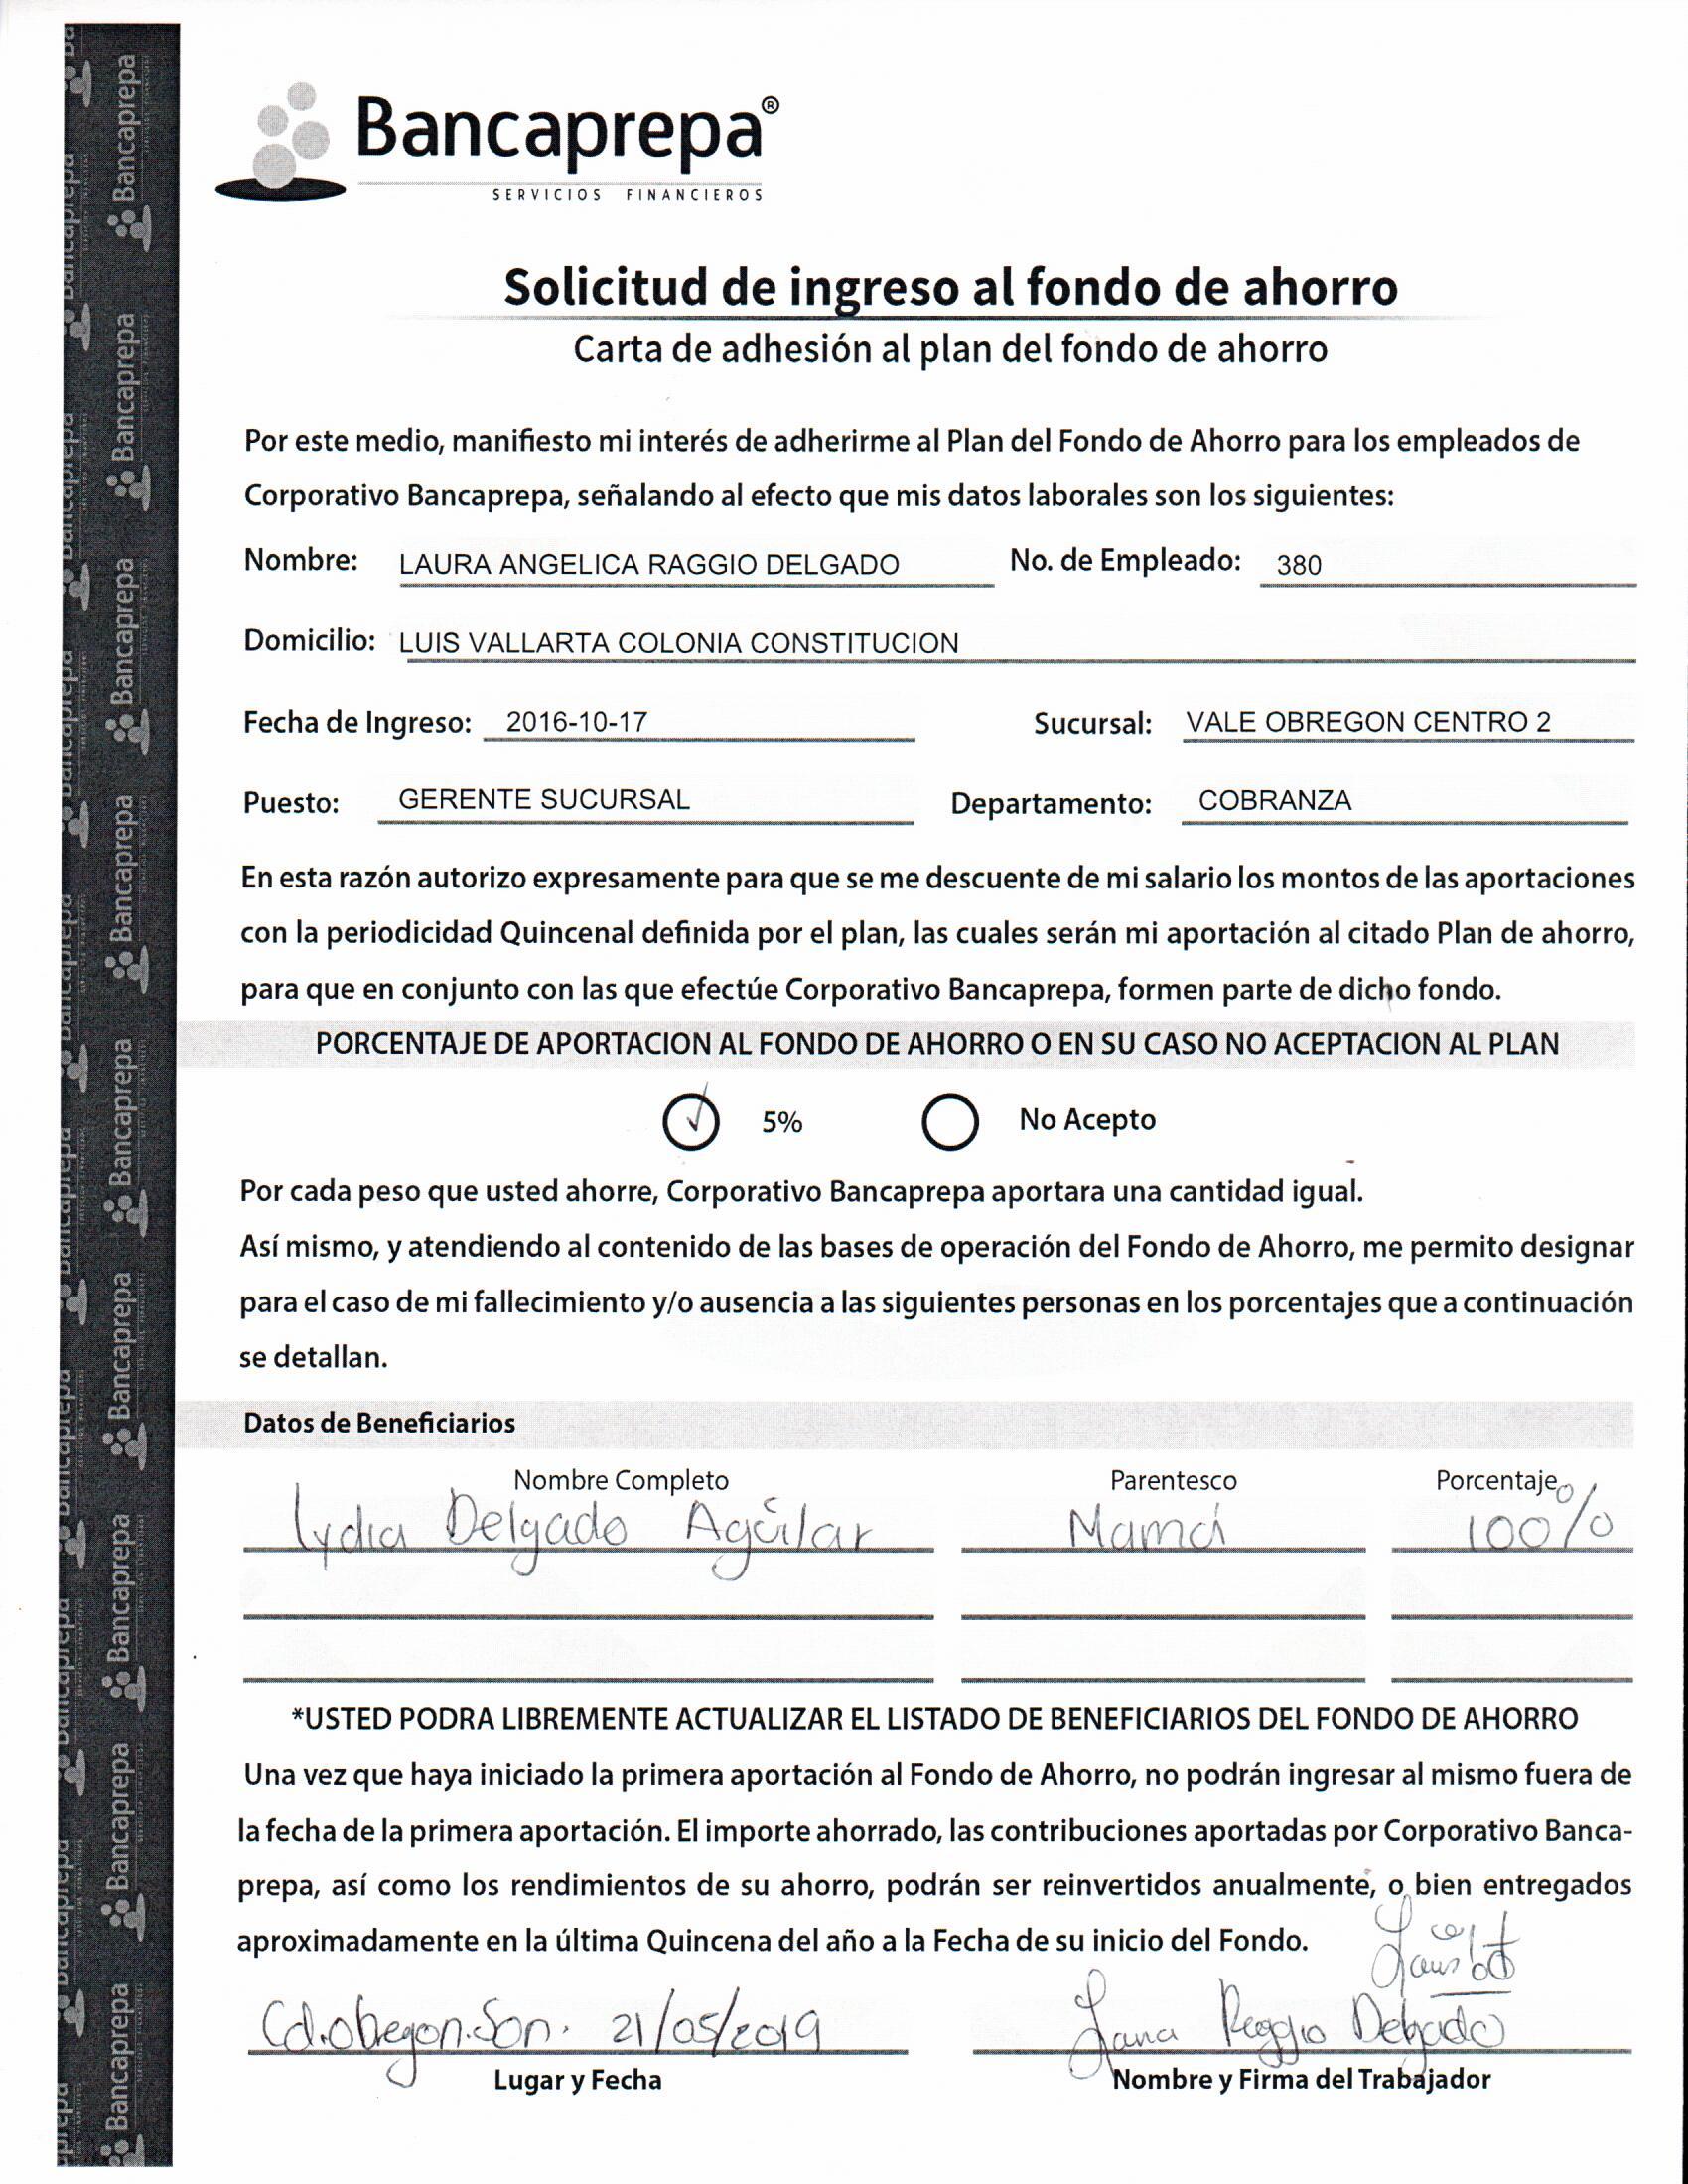 Bancaprepa®
SERVICIOS FINANCIEROS
Solicitud de ingreso al fondo de ahorro
Carta de adhesión al plan del fondo de ahorro
Por este medio, manifiesto mi interés de adherirme al Plan del Fondo de Ahorro para los empleados de
Corporativo Bancaprepa, señalando al efecto que mis datos laborales son los siguientes:
Nombre: LAURA ANGELICA RAGGIO DELGADO No. de Empleado: 380
Domicilio: LUIS VALLARTA COLONIA CONSTITUCION
Fecha de Ingreso: 2016-10-17 Sucursal: VALE OBREGON CENTRO 2
Puesto: GERENTE SUCURSAL Departamento: COBRANZA
En esta razón autorizo expresamente para que se me descuente de mi salario los montos de las aportaciones
con la periodicidad Quincenal definida por el plan, las cuales serán mi aportación al citado Plan de ahorro,
para que en conjunto con las que efectúe Corporativo Bancaprepa, formen parte de dicho fondo.
PORCENTAJE DE APORTACION AL FONDO DE AHORRO O EN SU CASO NO ACEPTACION AL PLAN
5% No Acepto
Por cada peso que usted ahorre, Corporativo Bancaprepa aportara una cantidad igual.
Así mismo, y atendiendo al contenido de las bases de operación del Fondo de Ahorro, me permito designar
para el caso de mi fallecimiento y/o ausencia a las siguientes personas en los porcentajes que a continuación
se detallan.
Datos de Beneficiarios
Nombre Completo Parentesco Porcentaje
Lydia Delgado Agüilar Mamá 100%
*USTED PODRA LIBREMENTE ACTUALIZAR EL LISTADO DE BENEFICIARIOS DEL FONDO DE AHORRO
Una vez que haya iniciado la primera aportación al Fondo de Ahorro, no podrán ingresar al mismo fuera de
la fecha de la primera aportación. El importe ahorrado, las contribuciones aportadas por Corporativo Banca-
prepa, así como los rendimientos de su ahorro, podrán ser reinvertidos anualmente, o bien entregados
aproximadamente en la última Quincena del año a la Fecha de su inicio del Fondo.
Cd.obregon.Son. 21/05/2019 Laura Raggio Delgado
Lugar y Fecha Nombre y Firma del Trabajador